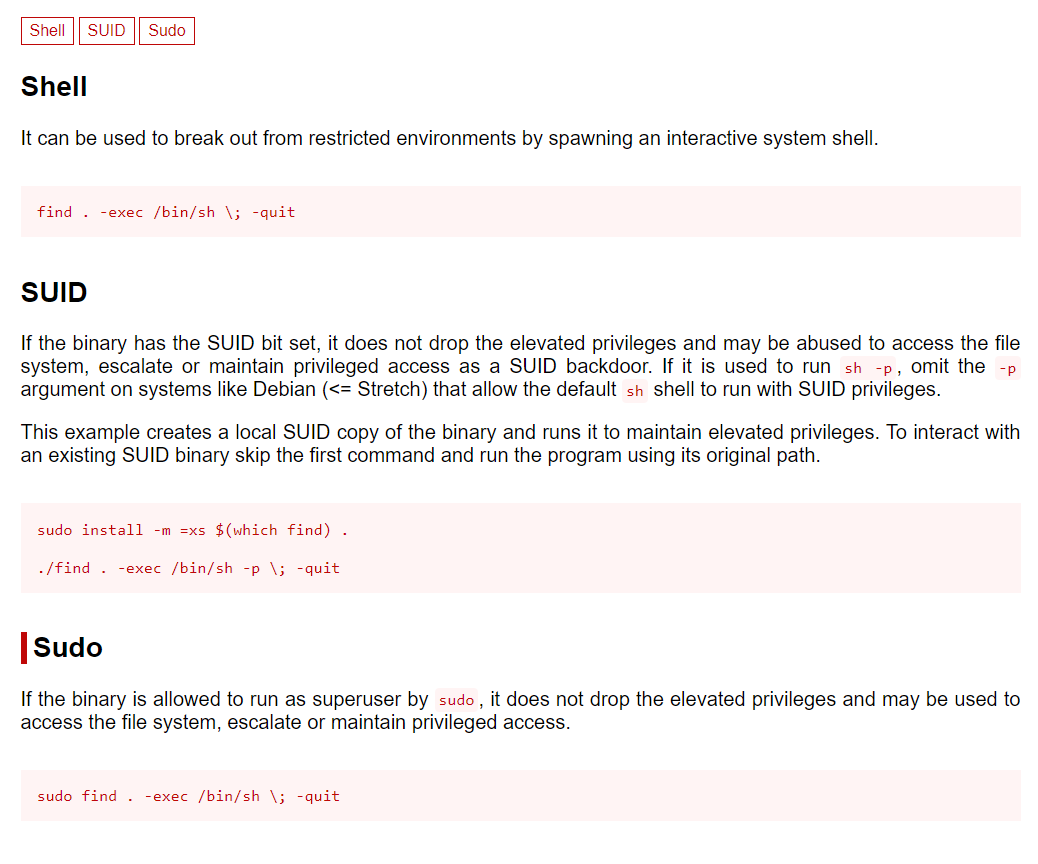 Shell SUID Sudo
Shell
It can be used to break out from restricted environments by spawning an interactive system shell.
find . -exec /bin/sh \; -quit
SUID
If the binary has the SUID bit set, it does not drop the elevated privileges and may be abused to access the file
system, escalate or maintain privileged access as a SUID backdoor. If it is used to run sh -p, omit the -p
argument on systems like Debian (<= Stretch) that allow the default sh shell to run with SUID privileges.
This example creates a local SUID copy of the binary and runs it to maintain elevated privileges. To interact with
an existing SUID binary skip the first command and run the program using its original path.
sudo install -m =xs $(which find) .
./find . -exec /bin/sh -p \; -quit
Sudo
If the binary is allowed to run as superuser by sudo, it does not drop the elevated privileges and may be used to
access the file system, escalate or maintain privileged access.
sudo find . -exec /bin/sh \; -quit